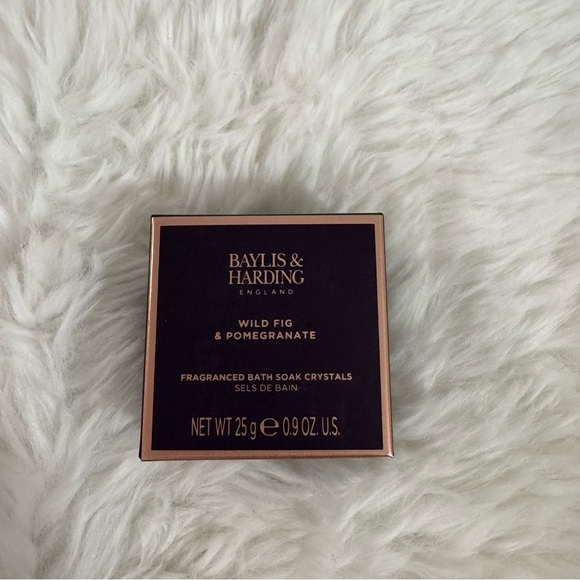 BAYLIS &
HARDING
ENGLAND
WILD FIG
& POMEGRANATE
FRAGRANCED BATH SOAK CRYSTALS
SELS DE BAIN
NET WT 25 g ℮ 0.9 OZ. U.S.